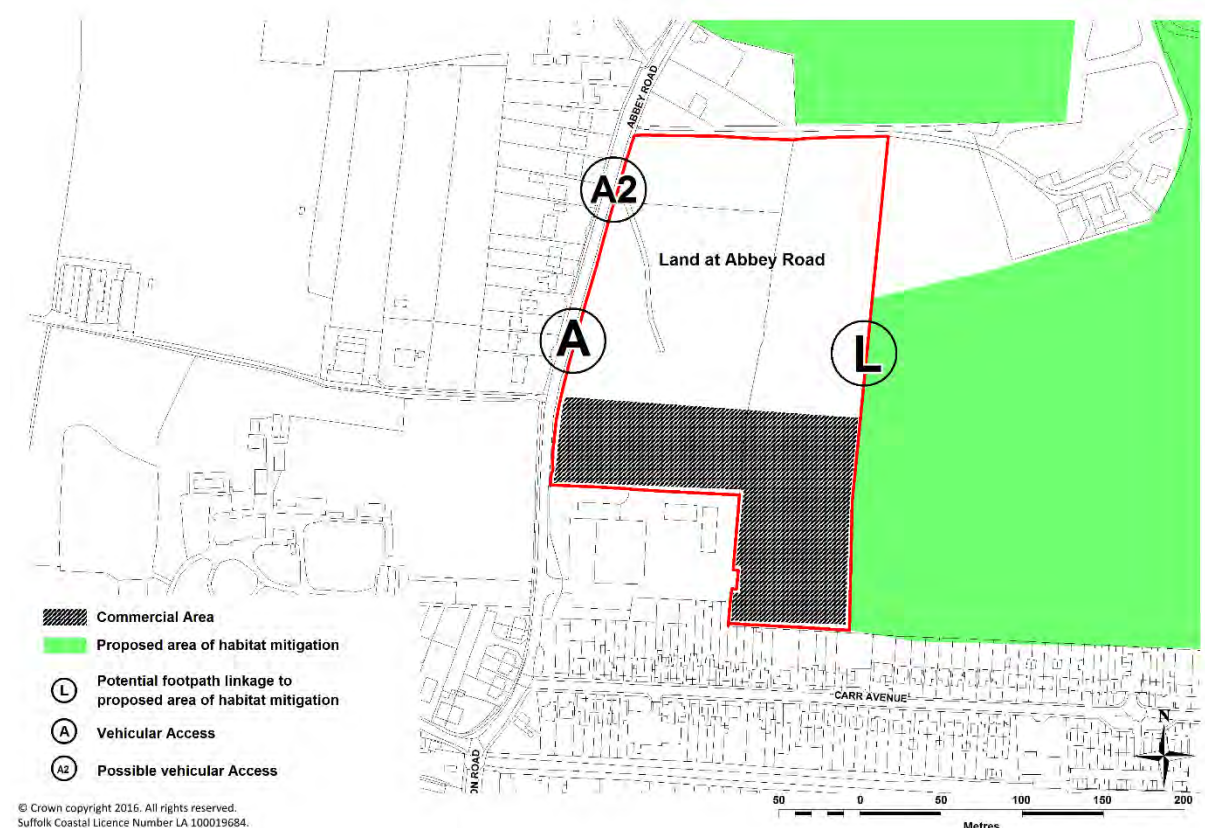 ABBEY ROAD
A2
Land at Abbey Road
A
L
Commercial Area
Proposed area of habitat mitigation
L
Potential footpath linkage to
proposed area of habitat mitigation
A
Vehicular Access
A2
Possible vehicular Access
CARR AVENUE
N
ON ROAD
50 0 50 100 150 200
Metres
© Crown copyright 2016. All rights reserved.
Suffolk Coastal Licence Number LA 100019684.